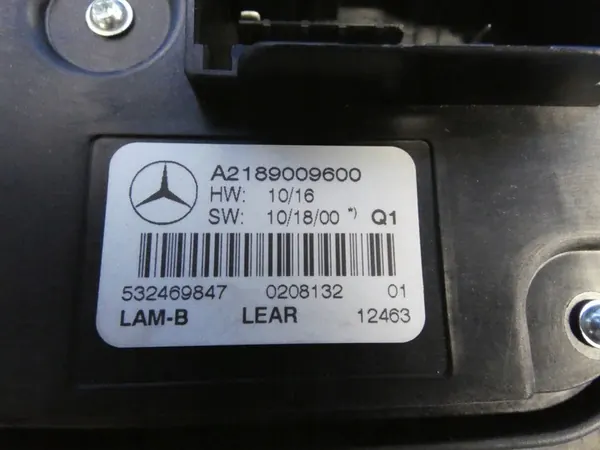 A2189009600
HW: 10/16
SW: 10/18/00 *) Q1
532469847 0208132 01
LAM-B LEAR 12463